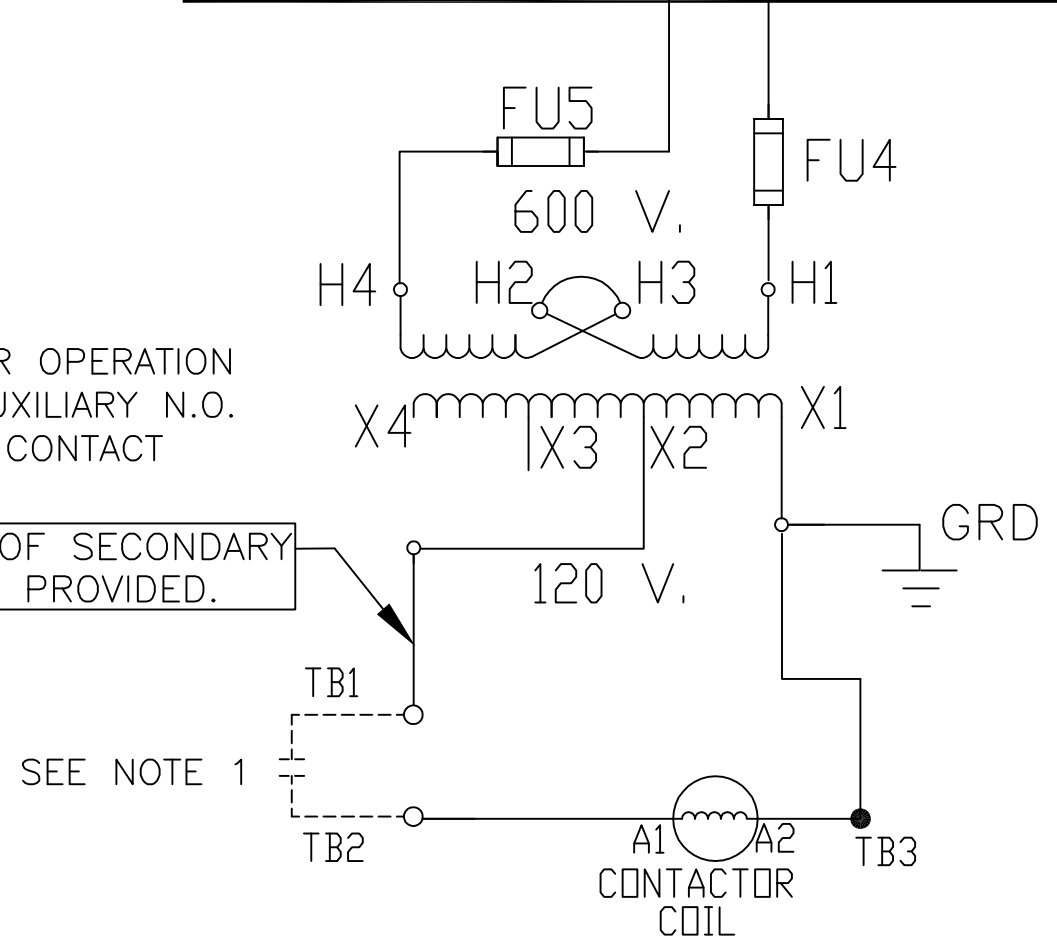 FU5
FU4
600 V.
H4
H2
H3
H1
R OPERATION
UXILIARY N.O.
CONTACT
X4
X3
X2
X1
OF SECONDARY
PROVIDED.
GRD
120 V.
TB1
SEE NOTE 1
TB2
A1
A2
TB3
CONTACTOR
COIL